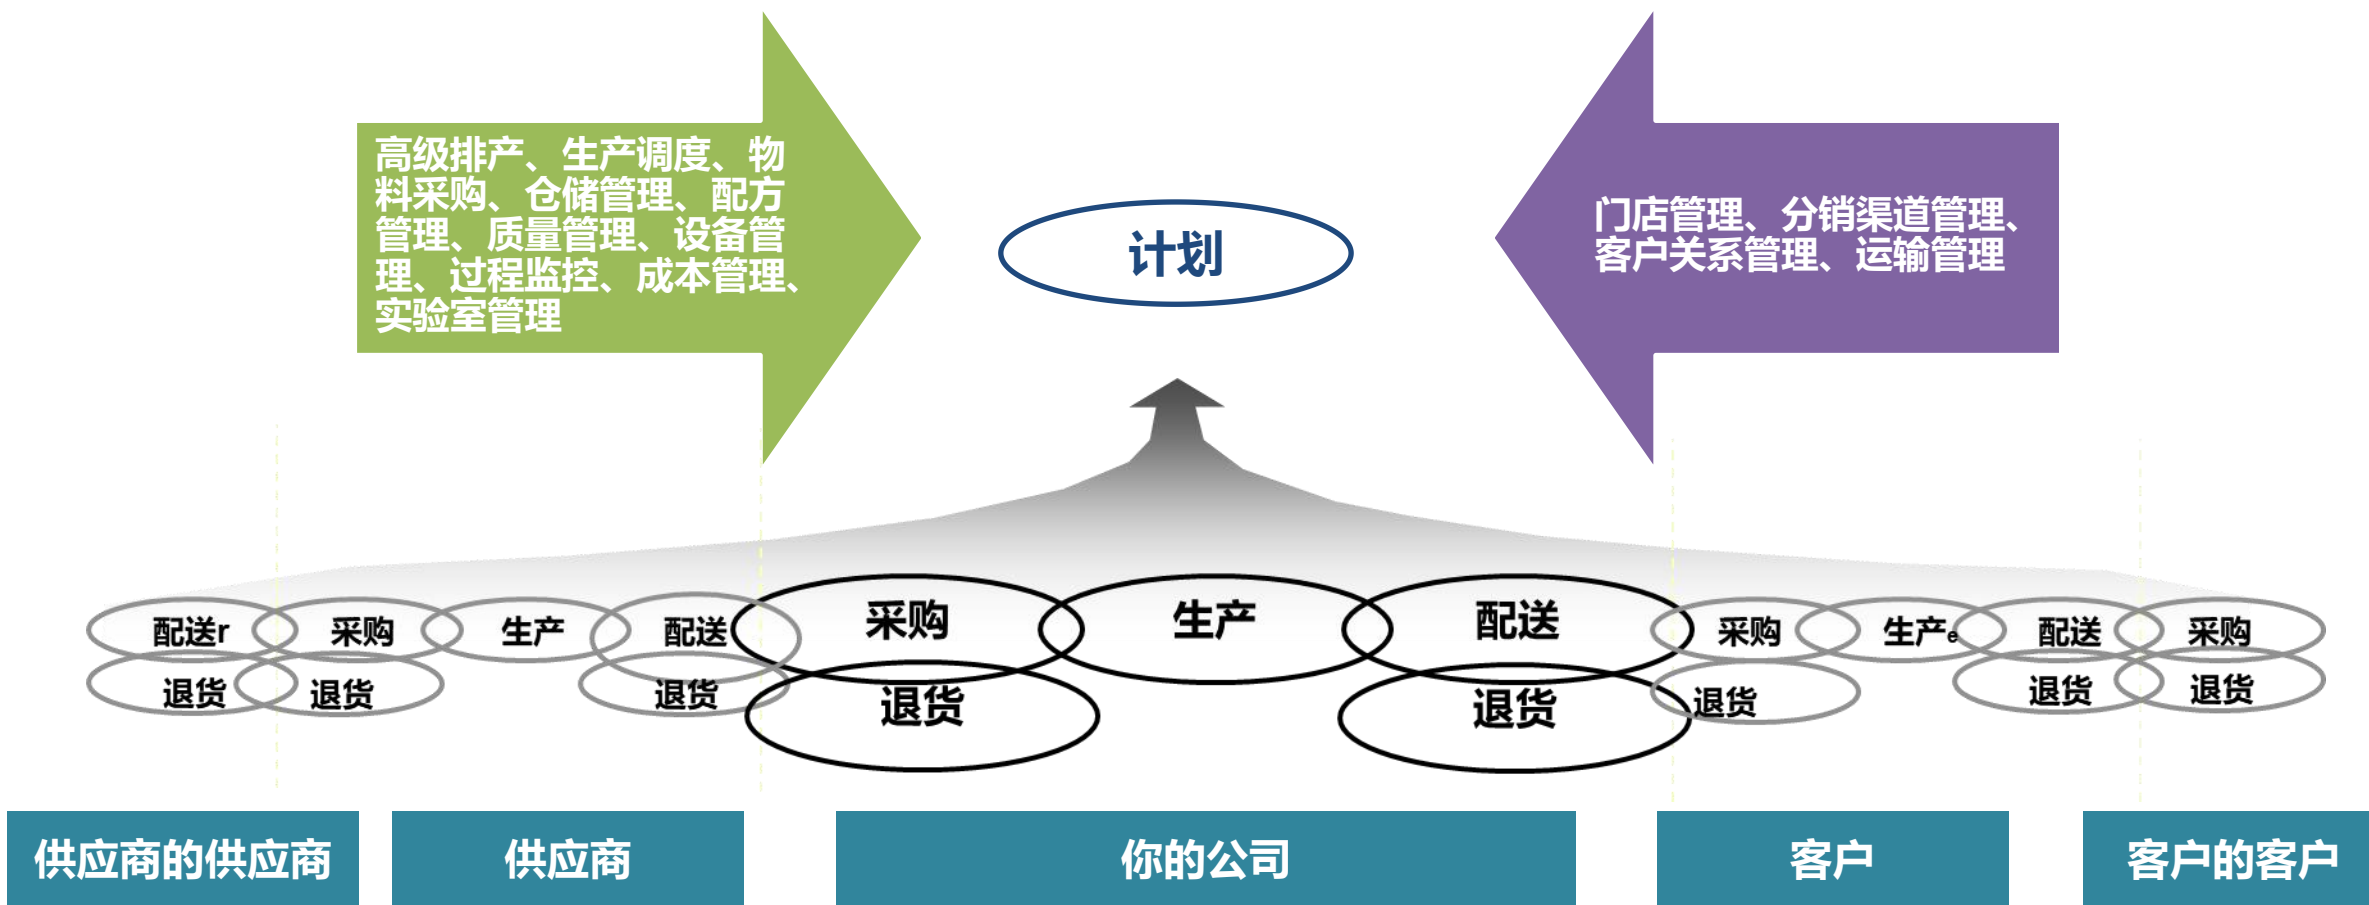 高级排产、生产调度、物
料采购、仓储管理、配方
管理、质量管理、设备管
理、过程监控、成本管理、
实验室管理
计划
门店管理、分销渠道管理、
客户关系管理、运输管理
配送r
采购
生产
配送
采购
生产
配送
采购
生产e
配送
采购
退货
退货
退货
退货
退货
退货
退货
退货
供应商的供应商
供应商
你的公司
客户
客户的客户